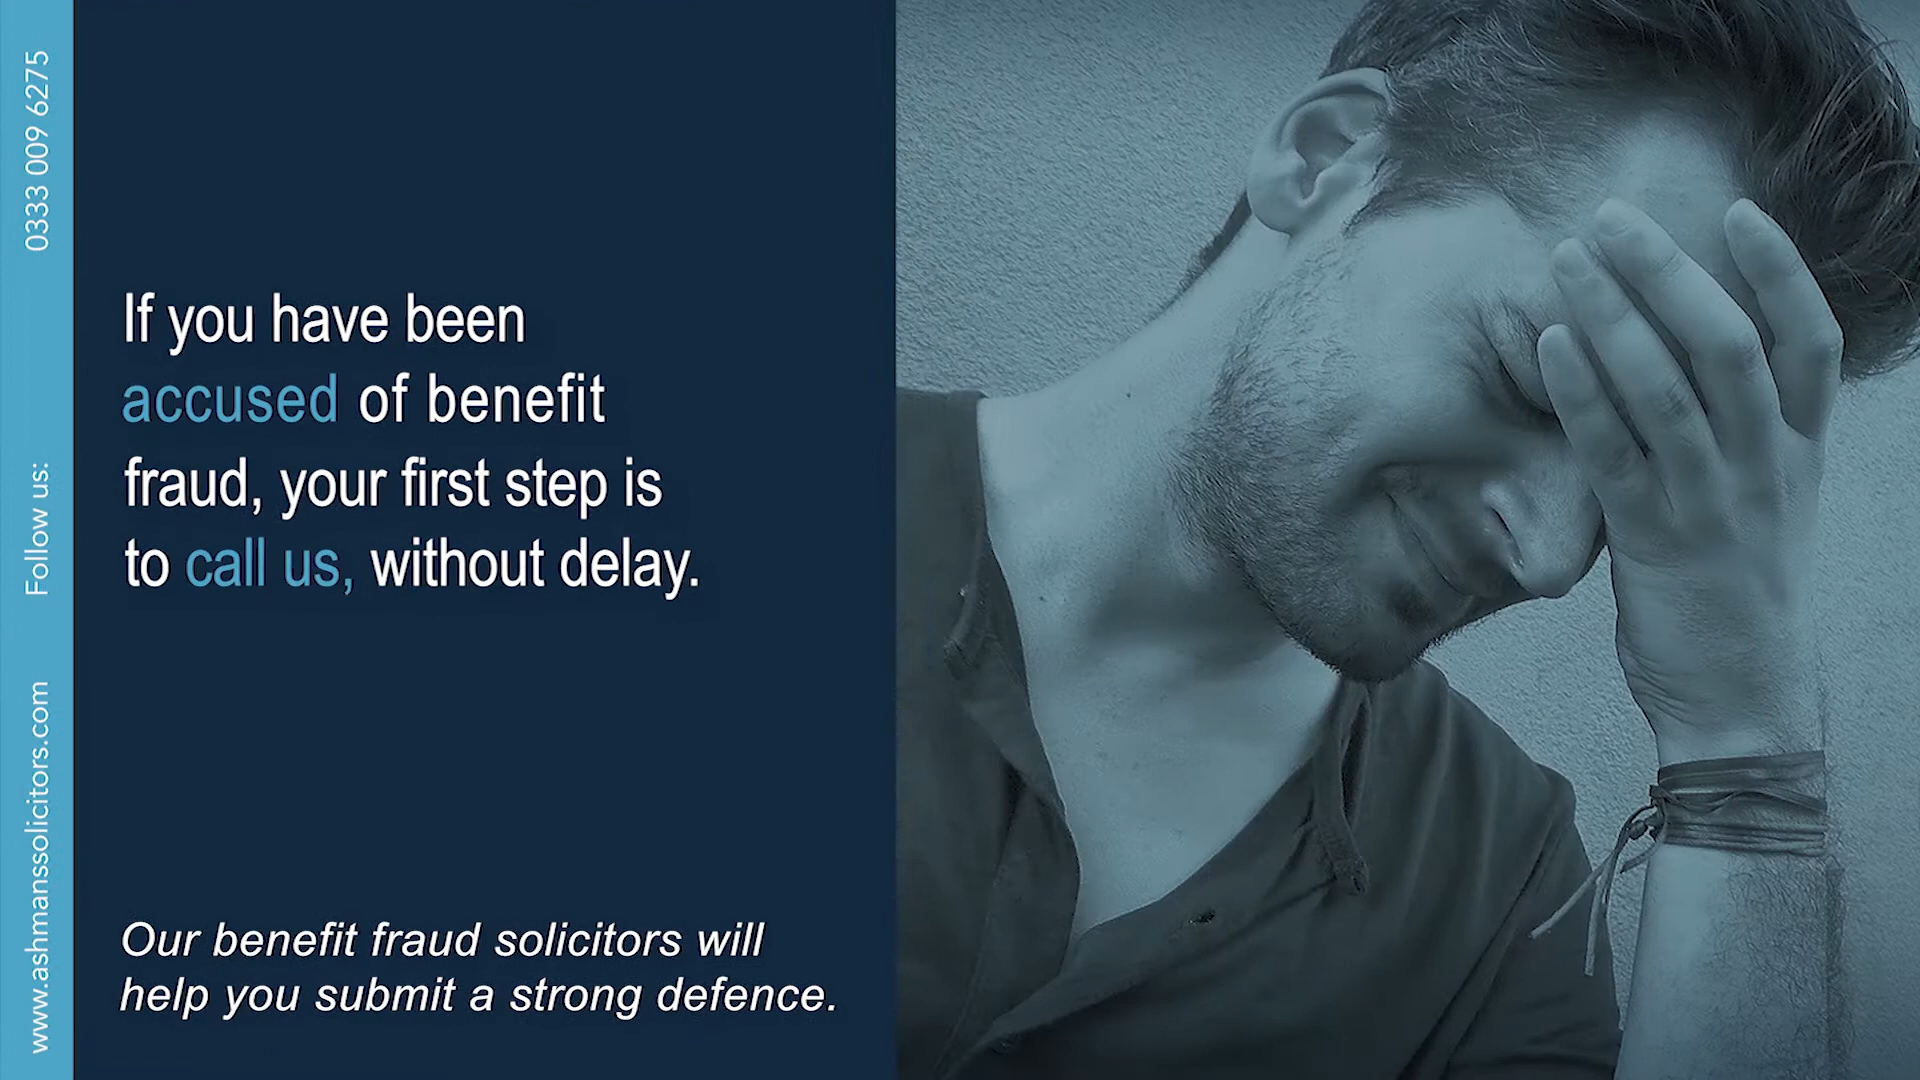 0333 009 6275
Follow us:
www.ashmanssolicitors.com
If you have been
accused of benefit
fraud, your first step is
to call us, without delay.
Our benefit fraud solicitors will
help you submit a strong defence.